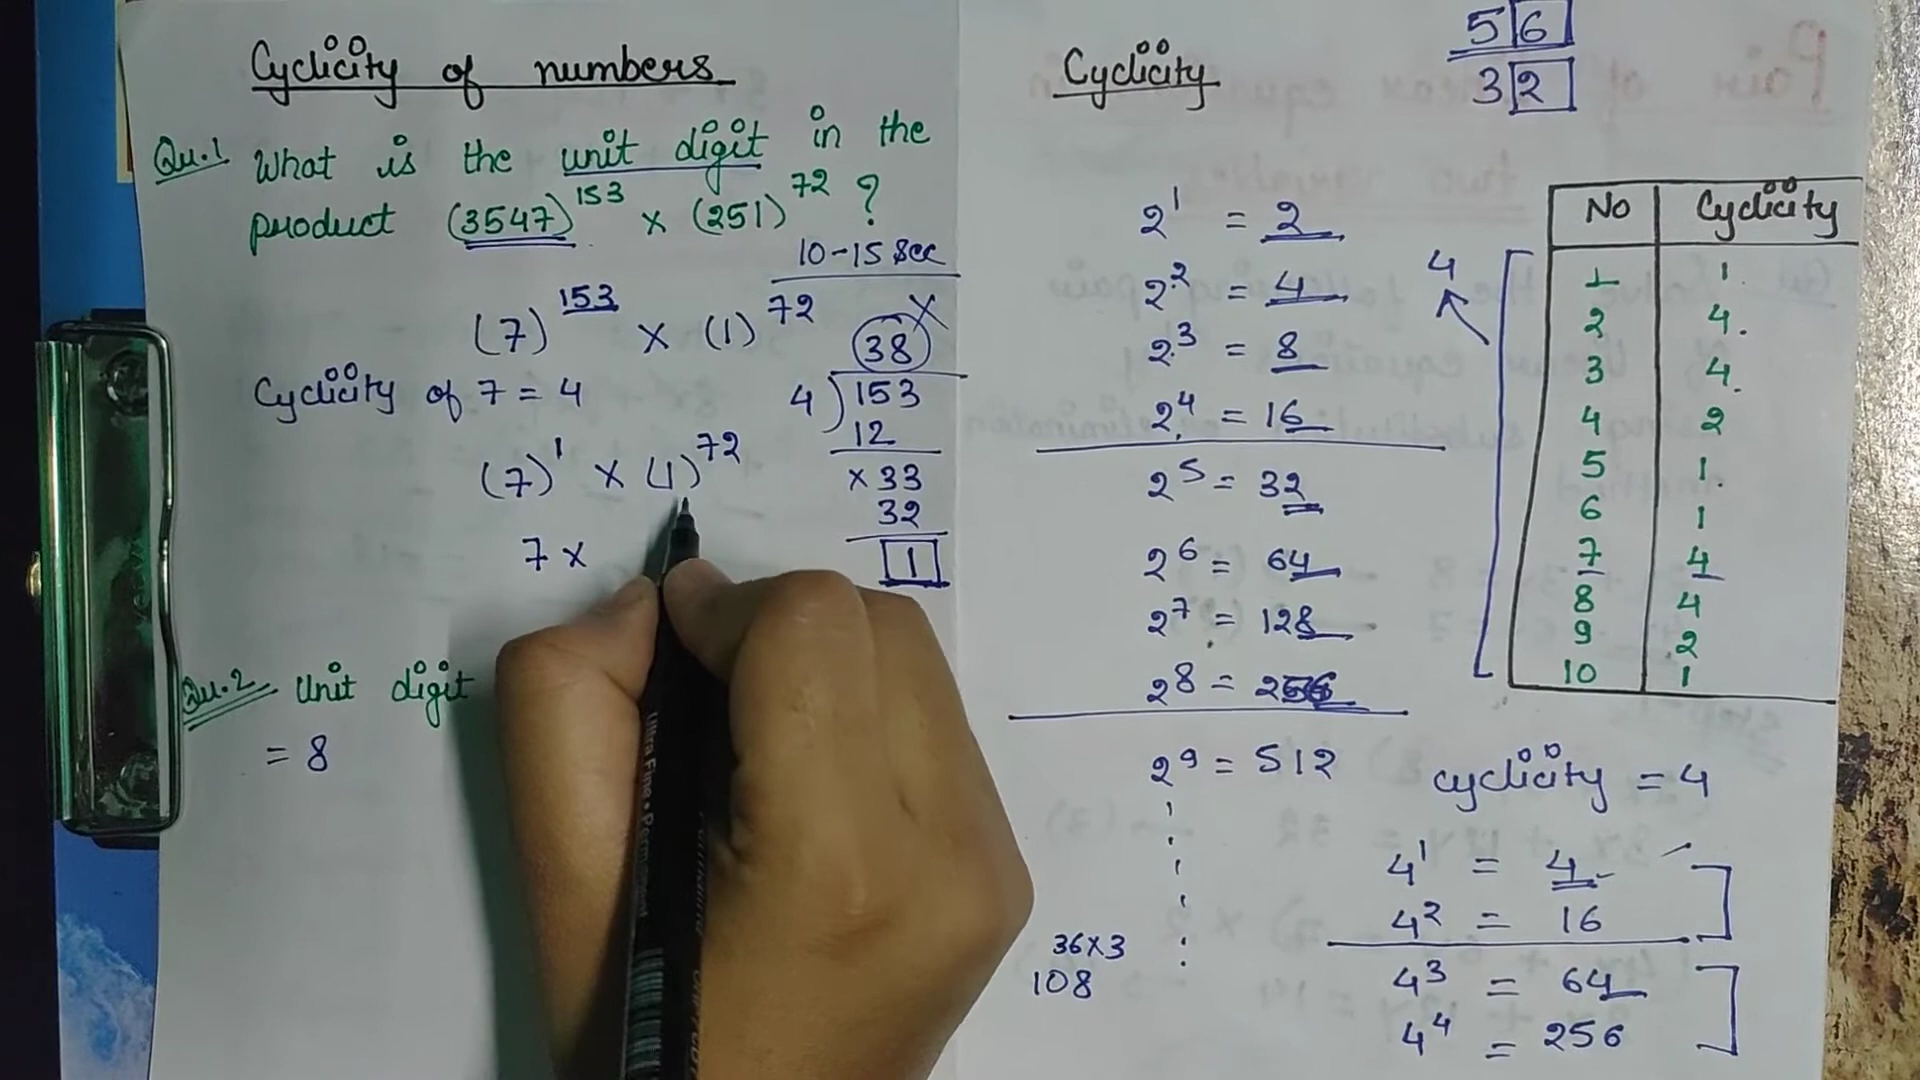 Cyclicity of numbers
Qu.1 What is the unit digit in the
product (3547)^153 x (251)^72 ?
10-15 Sec
(7)^153 x (1)^72
Cyclicity of 7 = 4
(7)^1 x (1)^72
7 x
38 x
4) 153
12
x 33
32
1
Qu.2 Unit digit
= 8
Cyclicity
56
32
2^1 = 2
2^2 = 4
2^3 = 8
2^4 = 16
2^5 = 32
2^6 = 64
2^7 = 128
2^8 = 256
2^9 = 512
4
No Cyclicity
1 1
2 4
3 4
4 2
5 1
6 1
7 4
8 4
9 2
10 1
cyclicity = 4
4^1 = 4
4^2 = 16
4^3 = 64
4^4 = 256
36x3
108
Ultra Fine • Permanent